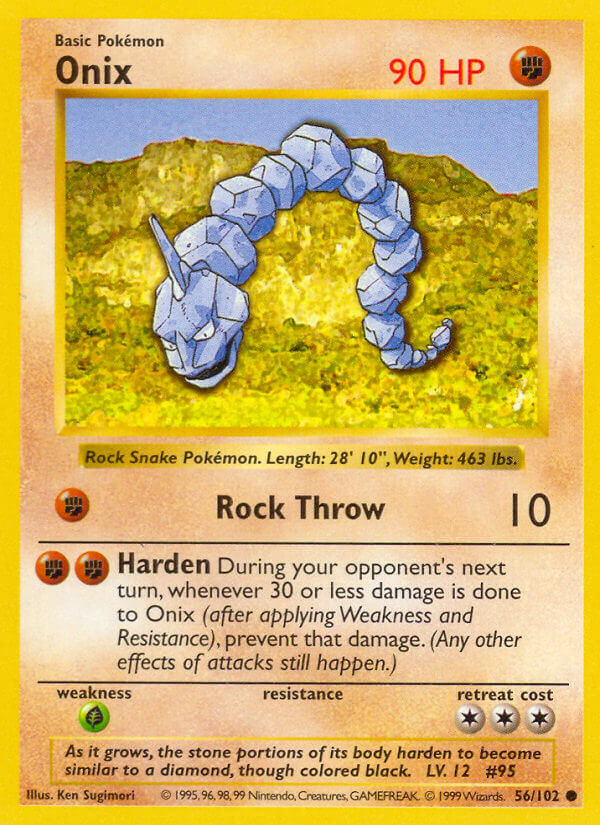 Basic Pokémon
Onix
90 HP
Rock Snake Pokémon. Length: 28' 10", Weight: 463 lbs.
Rock Throw 10
Harden During your opponent's next
turn, whenever 30 or less damage is done
to Onix (after applying Weakness and
Resistance), prevent that damage. (Any other
effects of attacks still happen.)
weakness resistance retreat cost
As it grows, the stone portions of its body harden to become
similar to a diamond, though colored black. LV. 12 #95
Illus. Ken Sugimori © 1995, 96, 98, 99 Nintendo, Creatures, GAMEFREAK. © 1999 Wizards. 56/102